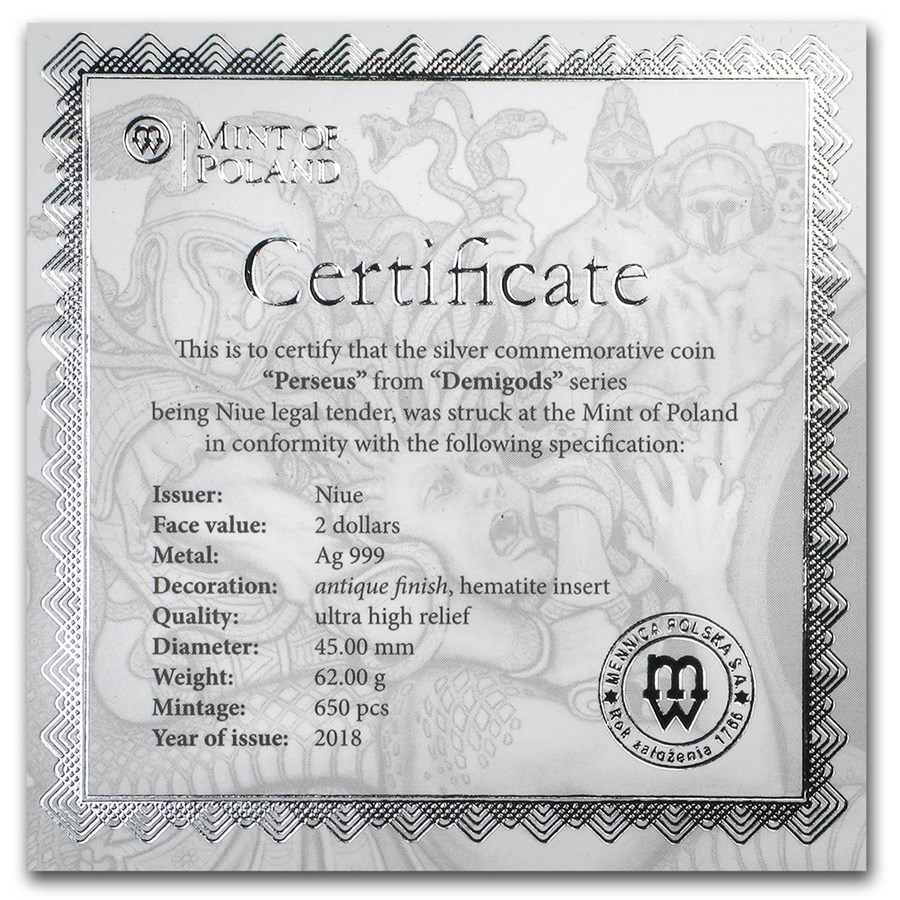 MINT OF
POLAND
Certificate
This is to certify that the silver commemorative coin
“Perseus” from “Demigods” series
being Niue legal tender, was struck at the Mint of Poland
in conformity with the following specification:
Issuer: Niue
Face value: 2 dollars
Metal: Ag 999
Decoration: antique finish, hematite insert
Quality: ultra high relief
Diameter: 45.00 mm
Weight: 62.00 g
Mintage: 650 pcs
Year of issue: 2018
MENNICA POLSKA S.A.
Rok założenia 1766